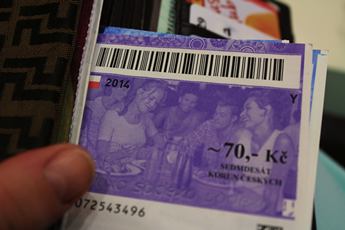 2014
Y
~70,- Kč
SEDMDESÁT
KORUN ČESKÝCH
072543496